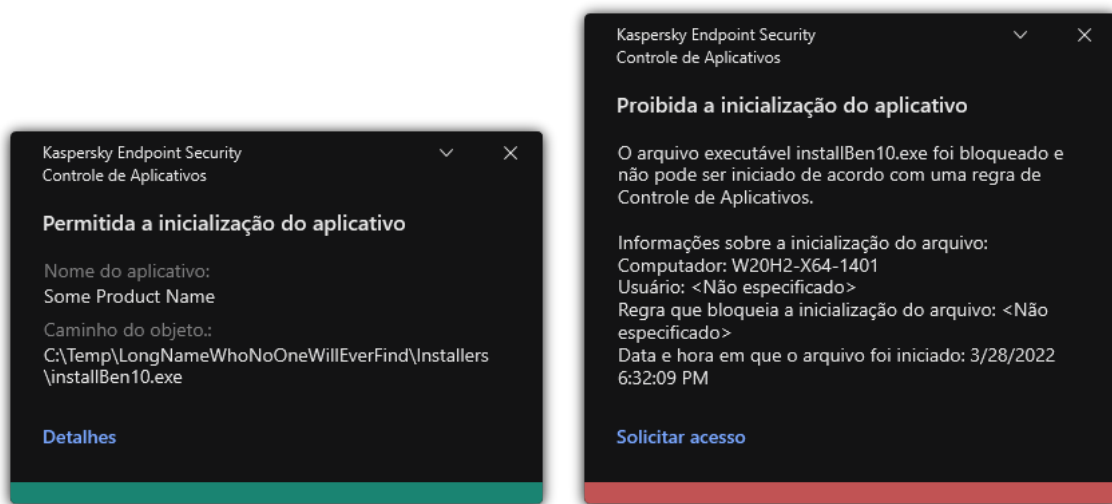 Kaspersky Endpoint Security
Controle de Aplicativos
Permitida a inicialização do aplicativo
Nome do aplicativo:
Some Product Name
Caminho do objeto.:
C:\Temp\LongNameWhoNoOneWillEverFind\Installers
\installBen10.exe
Detalhes
Kaspersky Endpoint Security
Controle de Aplicativos
Proibida a inicialização do aplicativo
O arquivo executável installBen10.exe foi bloqueado e
não pode ser iniciado de acordo com uma regra de
Controle de Aplicativos.
Informações sobre a inicialização do arquivo:
Computador: W20H2-X64-1401
Usuário: <Não especificado>
Regra que bloqueia a inicialização do arquivo: <Não
especificado>
Data e hora em que o arquivo foi iniciado: 3/28/2022
6:32:09 PM
Solicitar acesso